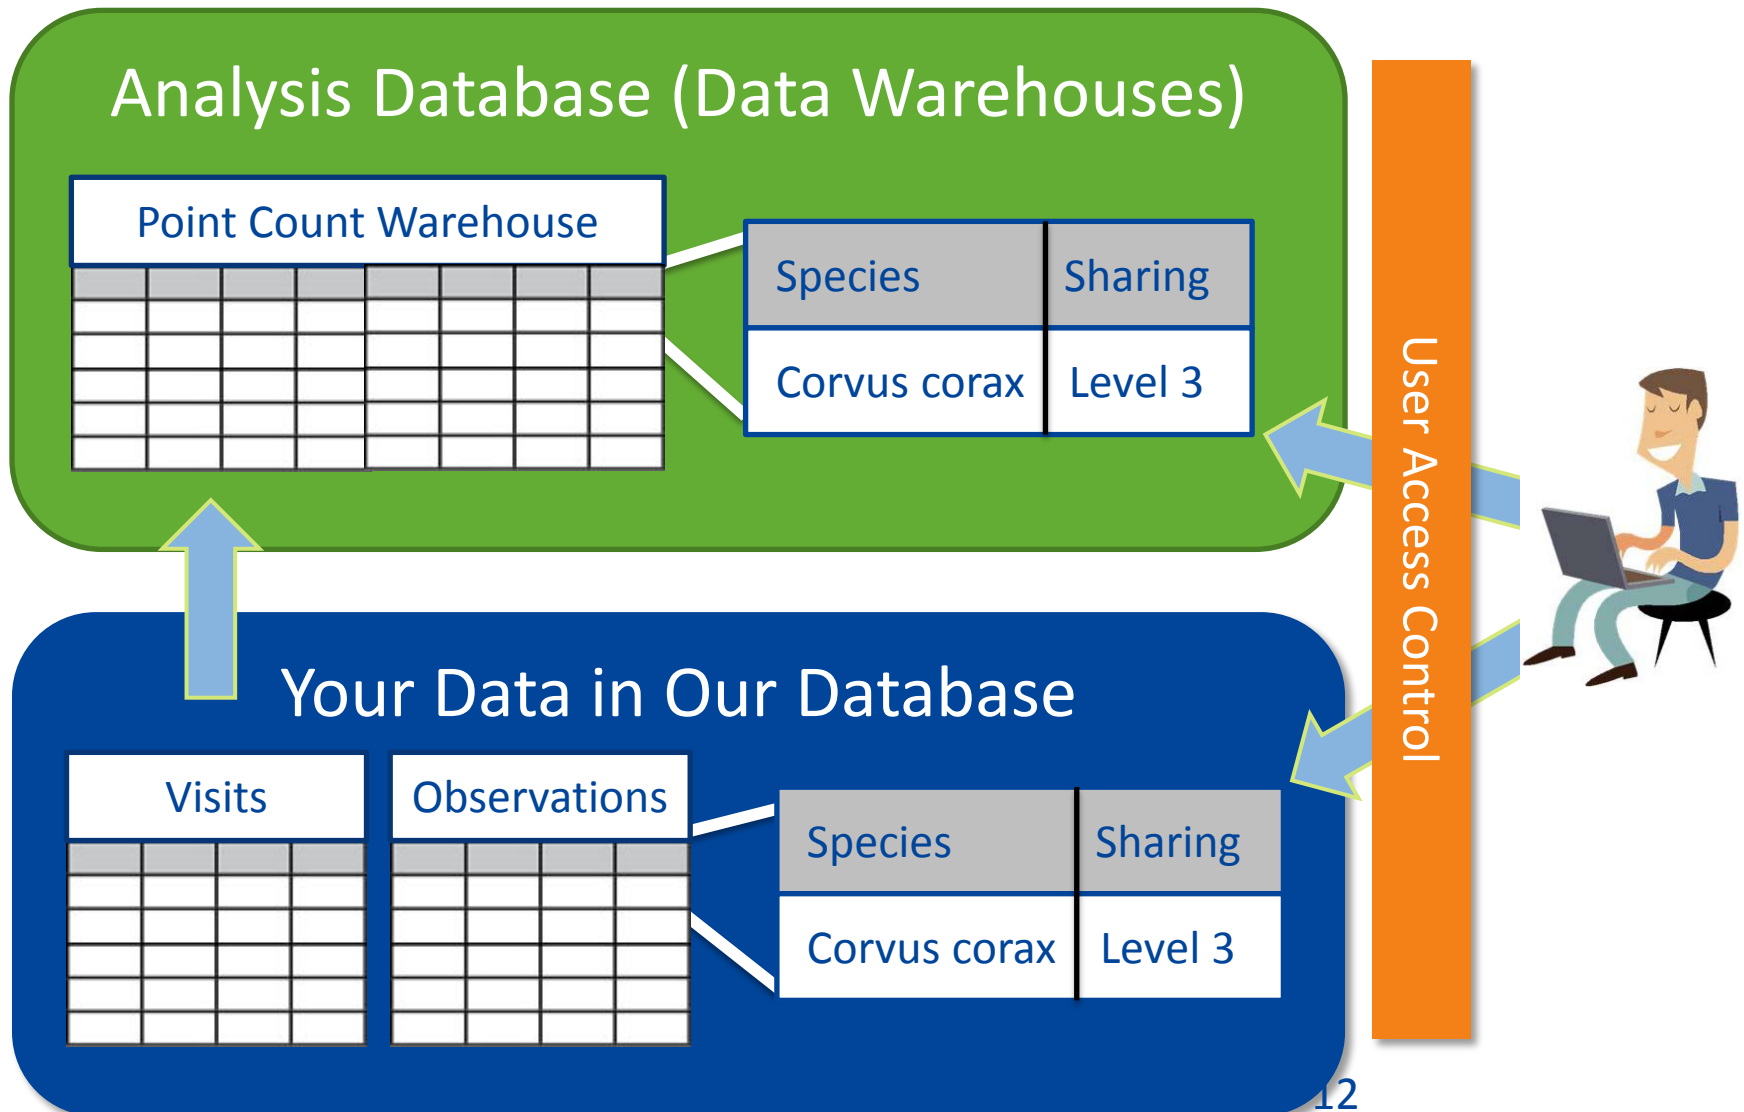 Analysis Database (Data Warehouses)
Point Count Warehouse
Species Sharing
Corvus corax Level 3
User Access Control
Your Data in Our Database
Visits Observations
Species Sharing
Corvus corax Level 3
12